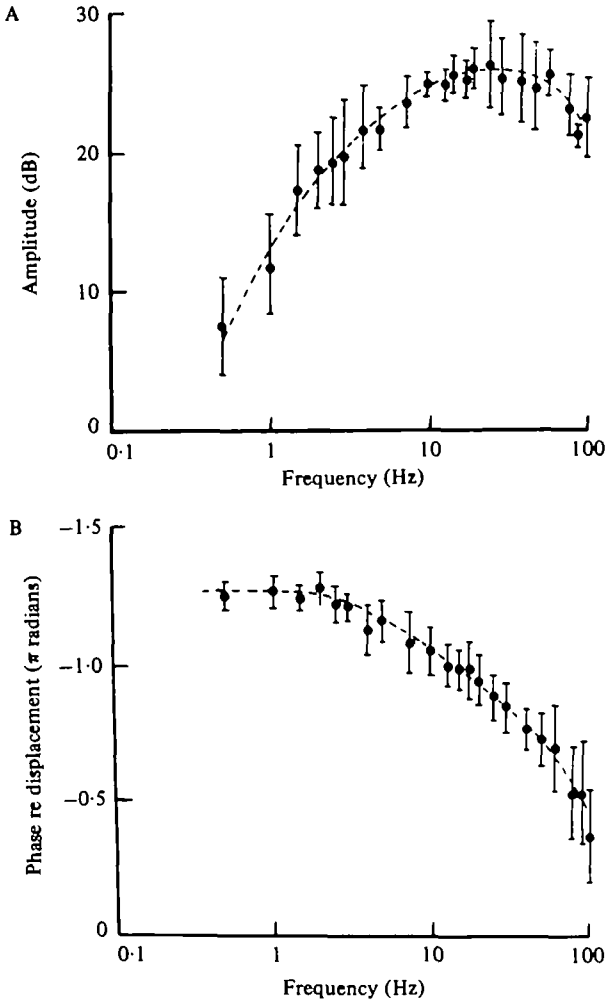 A
30
20
10
0
Amplitude (dB)
0·1
1
10
100
Frequency (Hz)
B
−1·5
−1·0
−0·5
0
Phase re displacement (π radians)
0·1
1
10
100
Frequency (Hz)